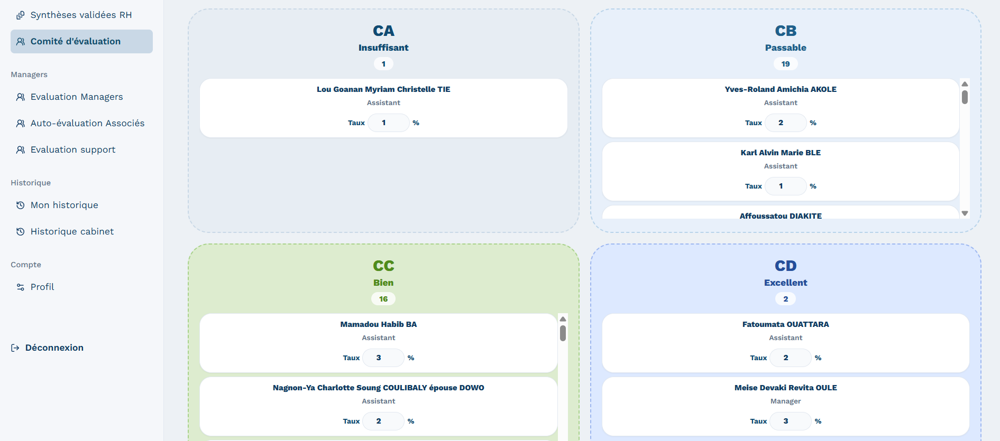 Synthèses validées RH
Comité d'évaluation
Managers
Evaluation Managers
Auto-évaluation Associés
Evaluation support
Historique
Mon historique
Historique cabinet
Compte
Profil
Déconnexion
CA
Insuffisant
1
Lou Goanan Myriam Christelle TIE
Assistant
Taux 1 %
CB
Passable
19
Yves-Roland Amichia AKOLE
Assistant
Taux 2 %
Karl Alvin Marie BLE
Assistant
Taux 1 %
Affoussatou DIAKITE
CC
Bien
16
Mamadou Habib BA
Assistant
Taux 3 %
Nagnon-Ya Charlotte Soung COULIBALY épouse DOWO
Assistant
Taux 2 %
CD
Excellent
2
Fatoumata OUATTARA
Assistant
Taux 2 %
Meise Devaki Revita OULE
Manager
Taux 3 %